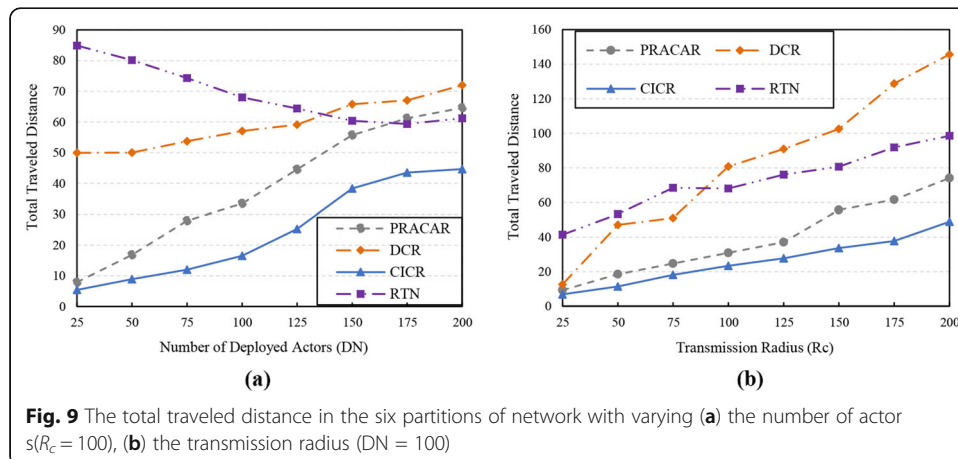 90
80
70
60
50
40
30
20
10
0
Total Traveled Distance
PRACAR
DCR
CICR
RTN
25 50 75 100 125 150 175 200
Number of Deployed Actors (DN)
(a)
160
140
120
100
80
60
40
20
0
Total Traveled Distance
PRACAR DCR
CICR RTN
25 50 75 100 125 150 175 200
Transmission Radius (Rc)
(b)
Fig. 9 The total traveled distance in the six partitions of network with varying (a) the number of actor
s(Rc = 100), (b) the transmission radius (DN = 100)